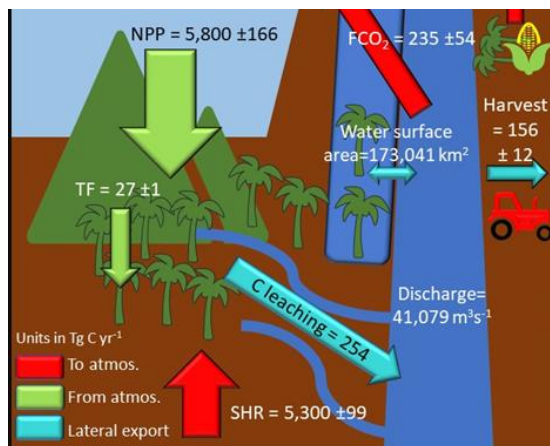 NPP = 5,800 ±166
FCO₂ = 235 ±54
Harvest
= 156
± 12
Water surface
area=173,041 km²
TF = 27 ±1
C leaching = 254
Discharge=
41,079 m³s⁻¹
Units in Tg C yr⁻¹
To atmos.
From atmos.
Lateral export
SHR = 5,300 ±99